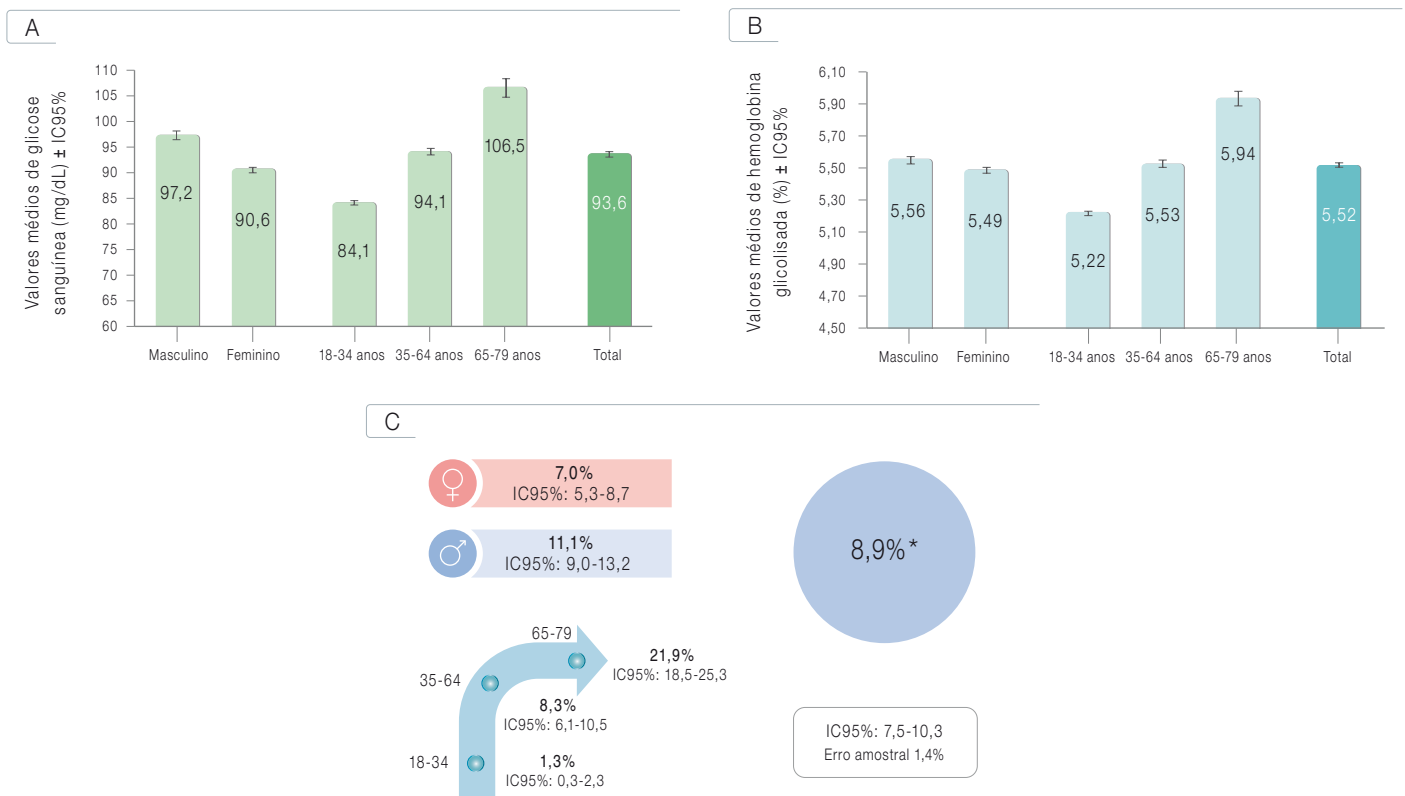 A
Valores médios de glicose
sanguínea (mg/dL) ± IC95%
110
105
100
95
90
85
80
75
70
65
60
97,2
90,6
84,1
94,1
106,5
93,6
Masculino
Feminino
18-34 anos
35-64 anos
65-79 anos
Total
B
Valores médios de hemoglobina
glicolisada (%) ± IC95%
6,10
5,90
5,70
5,50
5,30
5,10
4,90
4,70
4,50
5,56
5,49
5,22
5,53
5,94
5,52
Masculino
Feminino
18-34 anos
35-64 anos
65-79 anos
Total
C
7,0%
IC95%: 5,3-8,7
11,1%
IC95%: 9,0-13,2
8,9%*
65-79
21,9%
IC95%: 18,5-25,3
35-64
8,3%
IC95%: 6,1-10,5
18-34
1,3%
IC95%: 0,3-2,3
IC95%: 7,5-10,3
Erro amostral 1,4%